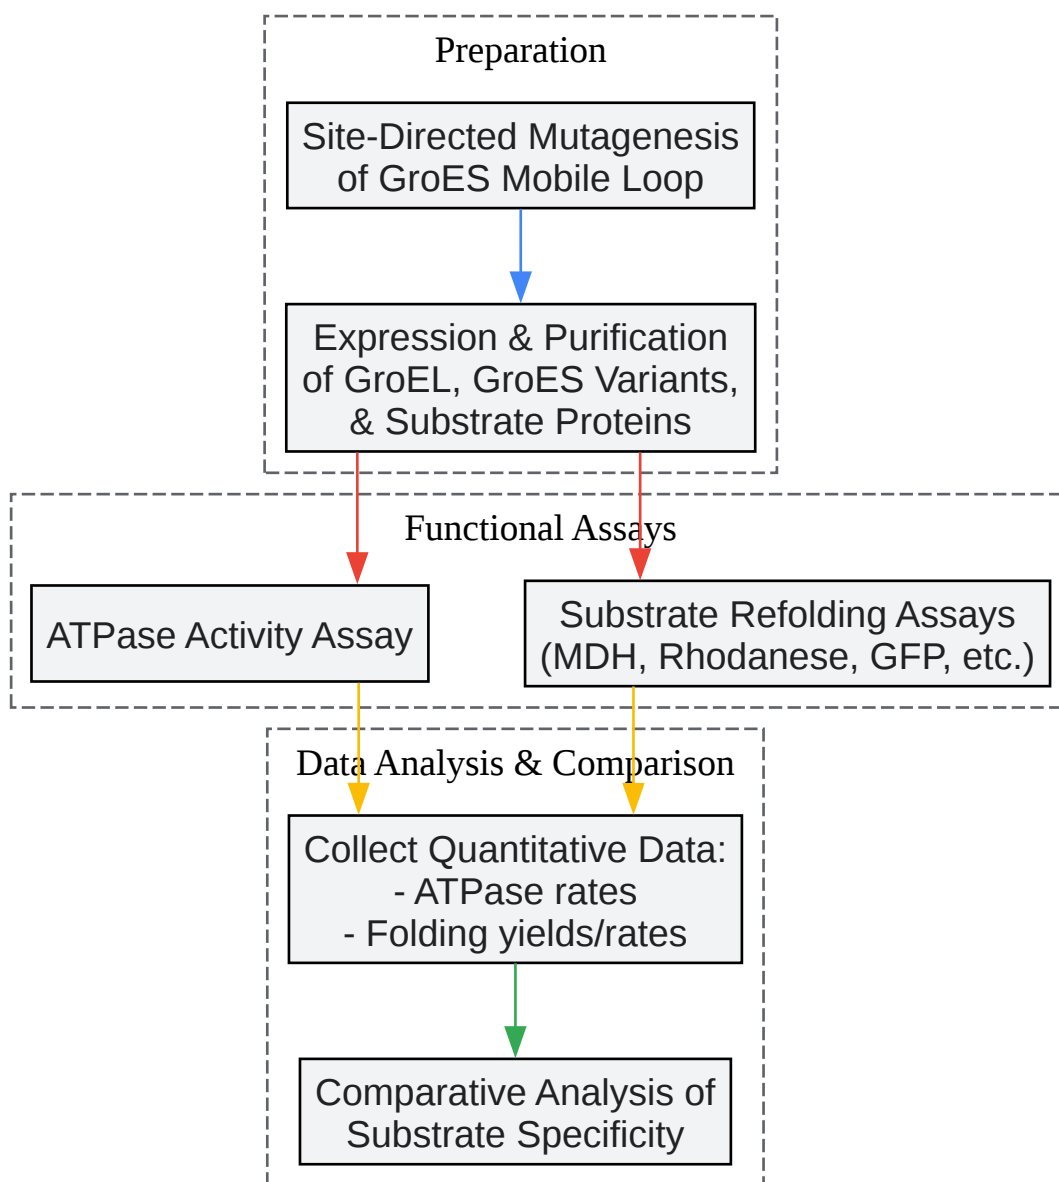 Preparation
Site-Directed Mutagenesis
of GroES Mobile Loop
Expression & Purification
of GroEL, GroES Variants,
& Substrate Proteins
Functional Assays
ATPase Activity Assay
Substrate Refolding Assays
(MDH, Rhodanese, GFP, etc.)
Data Analysis & Comparison
Collect Quantitative Data:
- ATPase rates
- Folding yields/rates
Comparative Analysis of
Substrate Specificity